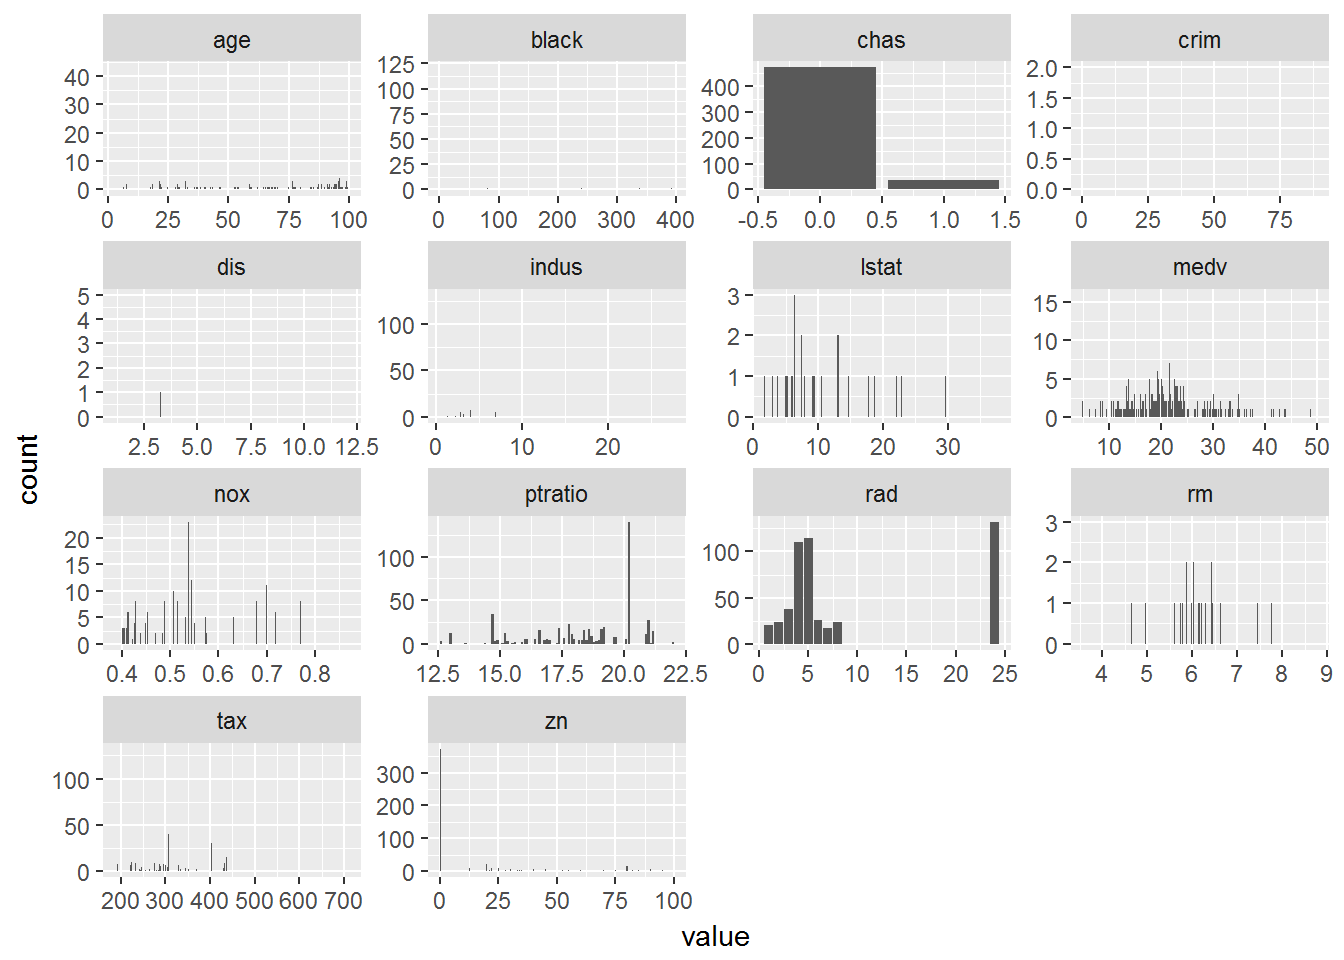 age black chas crim
40 30 20 10 0
125 100 75 50 25 0
400 300 200 100 0
2.0 1.5 1.0 0.5 0.0
0 25 50 75 100
0 100 200 300 400
-0.5 0.0 0.5 1.0 1.5
0 25 50 75
dis indus lstat medv
5 4 3 2 1 0
100 50 0
3 2 1 0
15 10 5 0
2.5 5.0 7.5 10.0 12.5
0 10 20
0 10 20 30
10 20 30 40 50
nox ptratio rad rm
20 15 10 5 0
100 50 0
100 50 0
3 2 1 0
0.4 0.5 0.6 0.7 0.8
12.5 15.0 17.5 20.0 22.5
0 5 10 15 20 25
4 5 6 7 8 9
tax zn
100 50 0
300 200 100 0
200 300 400 500 600 700
0 25 50 75 100
count
value